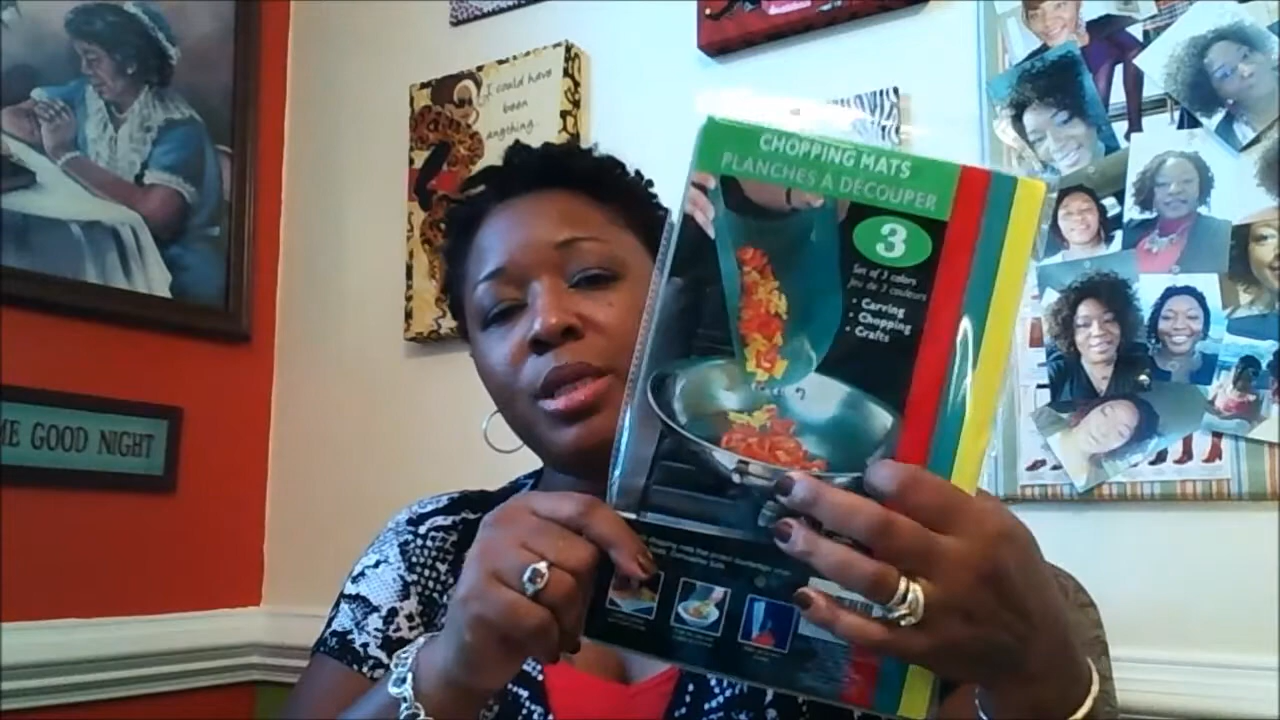 I could have
been
anything...
CHOPPING MATS
PLANCHES À DÉCOUPER
3
Set of 3 colors
Jeu de 3 couleurs
• Carving
• Chopping
• Crafts
ME GOOD NIGHT